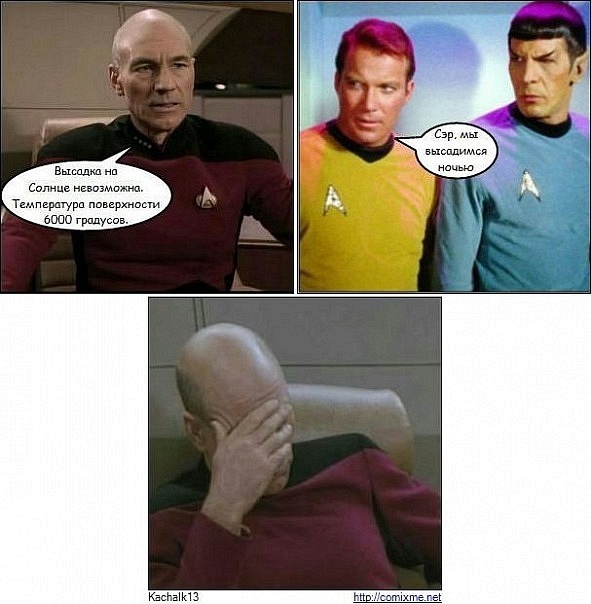 Высадка на
Солнце невозможна.
Температура поверхности
6000 градусов.
Сэр, мы
высадимся
ночью
Kachalk13
http://comixme.net